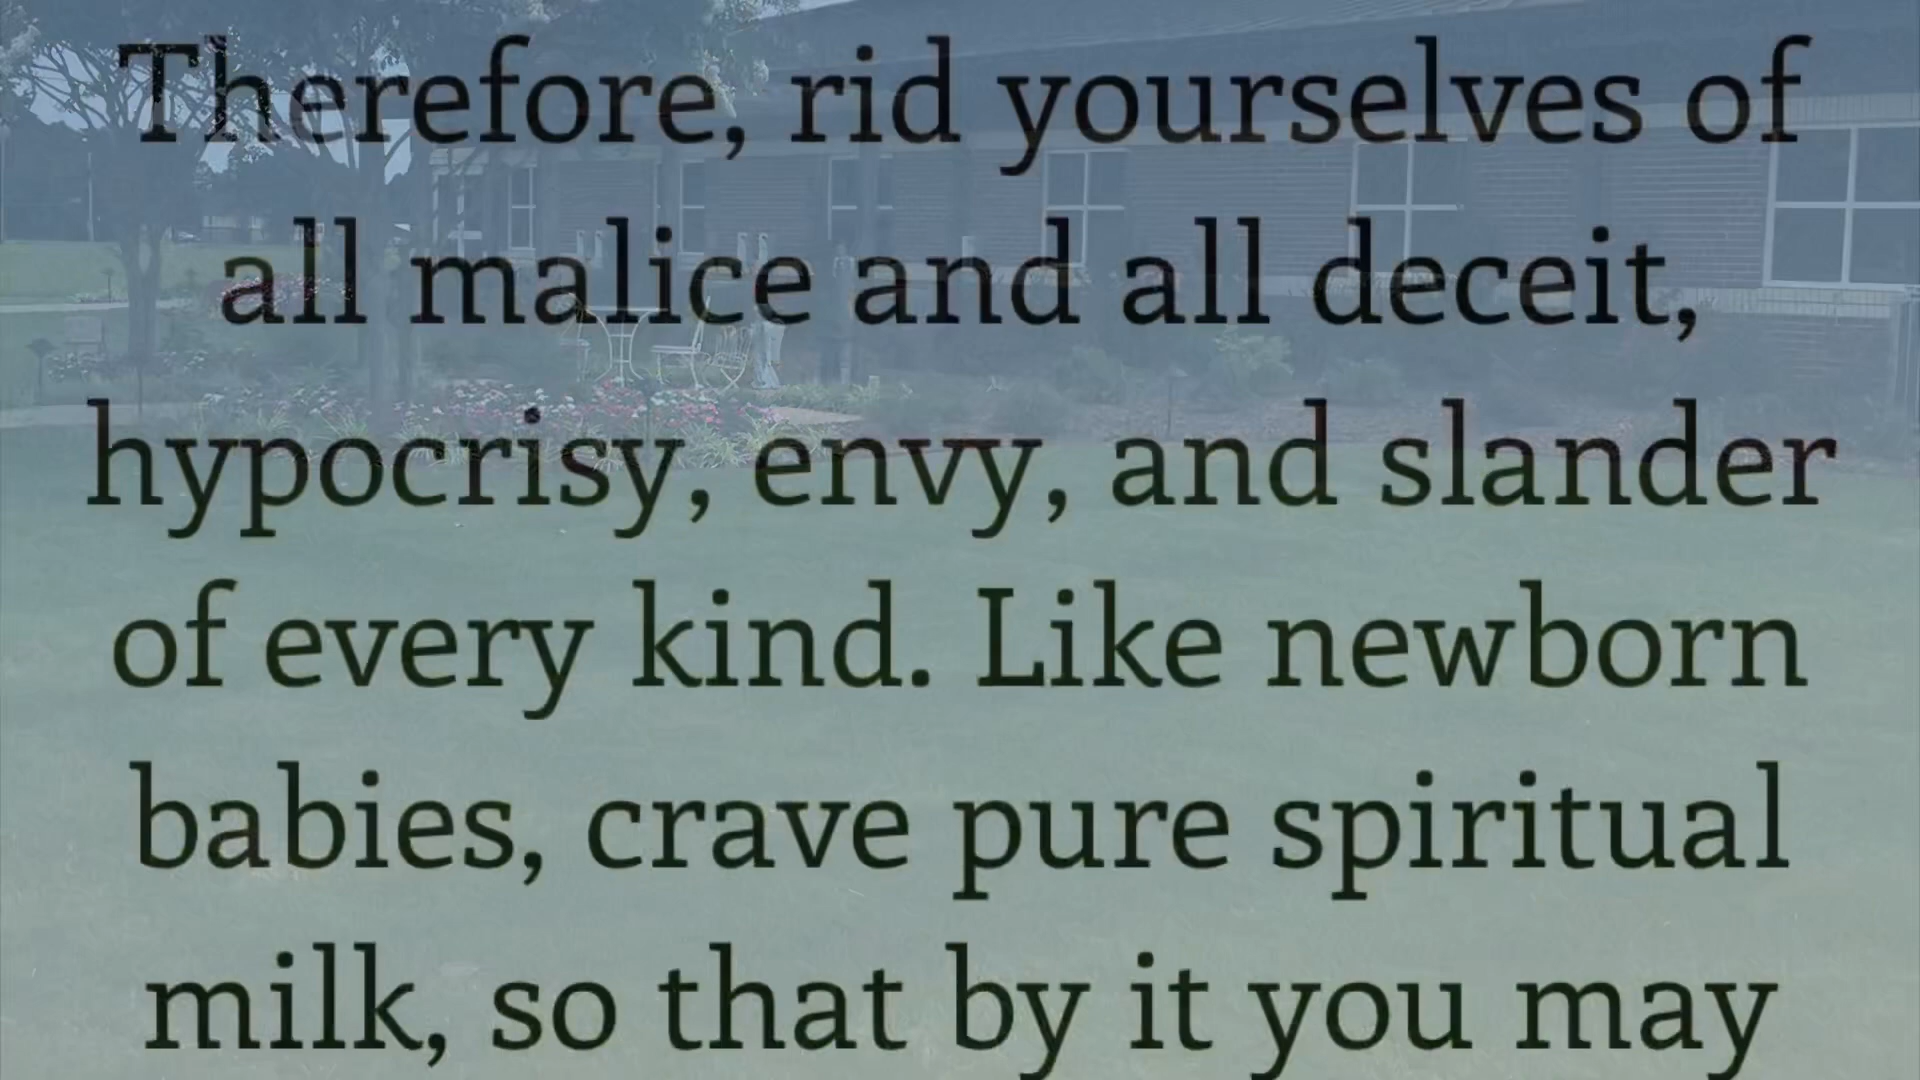 Therefore, rid yourselves of
all malice and all deceit,
hypocrisy, envy, and slander
of every kind. Like newborn
babies, crave pure spiritual
milk, so that by it you may